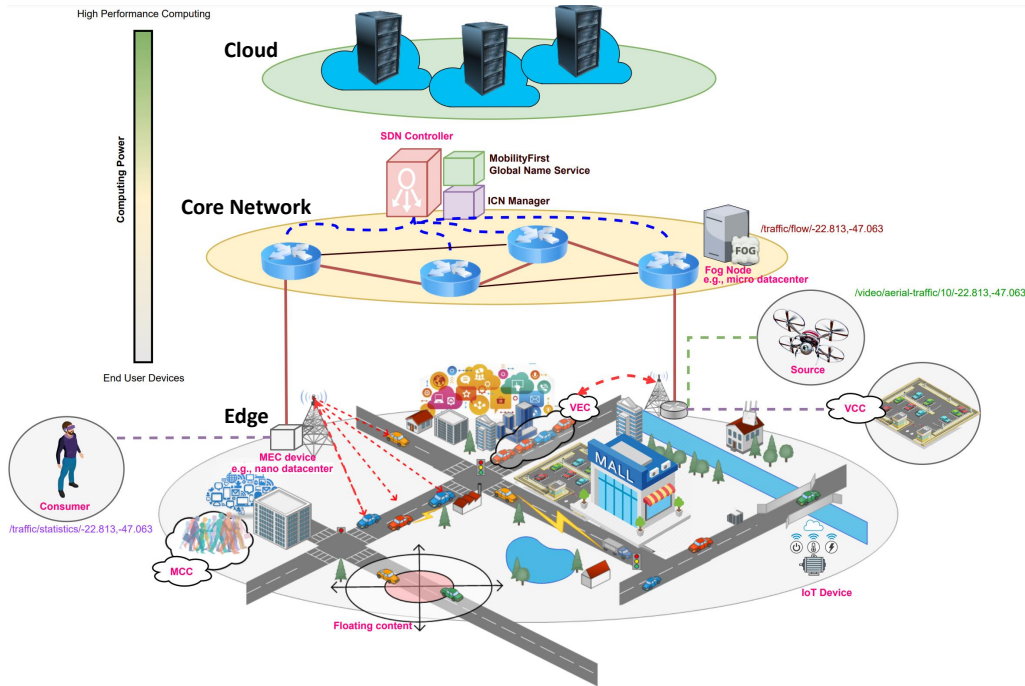 High Performance Computing
Cloud
Computing Power
SDN Controller
MobilityFirst
Global Name Service
ICN Manager
Core Network
/traffic/flow/-22.813,-47.063
FOG
Fog Node
e.g., micro datacenter
/video/aerial-traffic/10/-22.813,-47.063
Source
End User Devices
Edge
VEC
VCC
MEC device
e.g., nano datacenter
MALL
Consumer
/traffic/statistics/-22.813,-47.063
MCC
IoT Device
Floating content